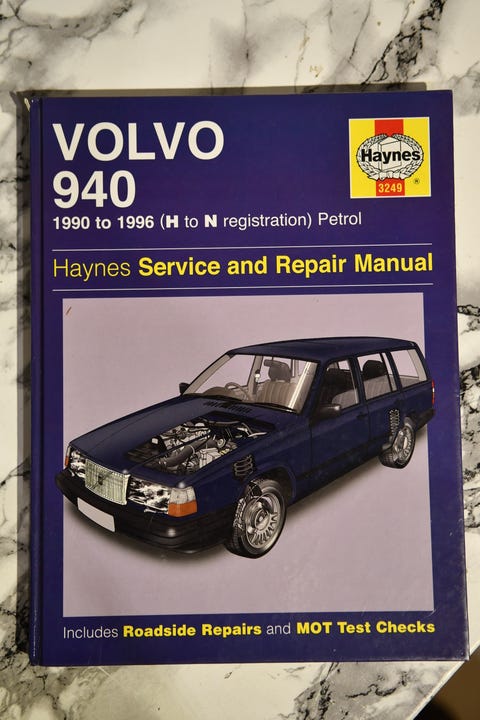 VOLVO
940
1990 to 1996 (H to N registration) Petrol
Haynes
3249
®
Haynes Service and Repair Manual
Includes Roadside Repairs and MOT Test Checks